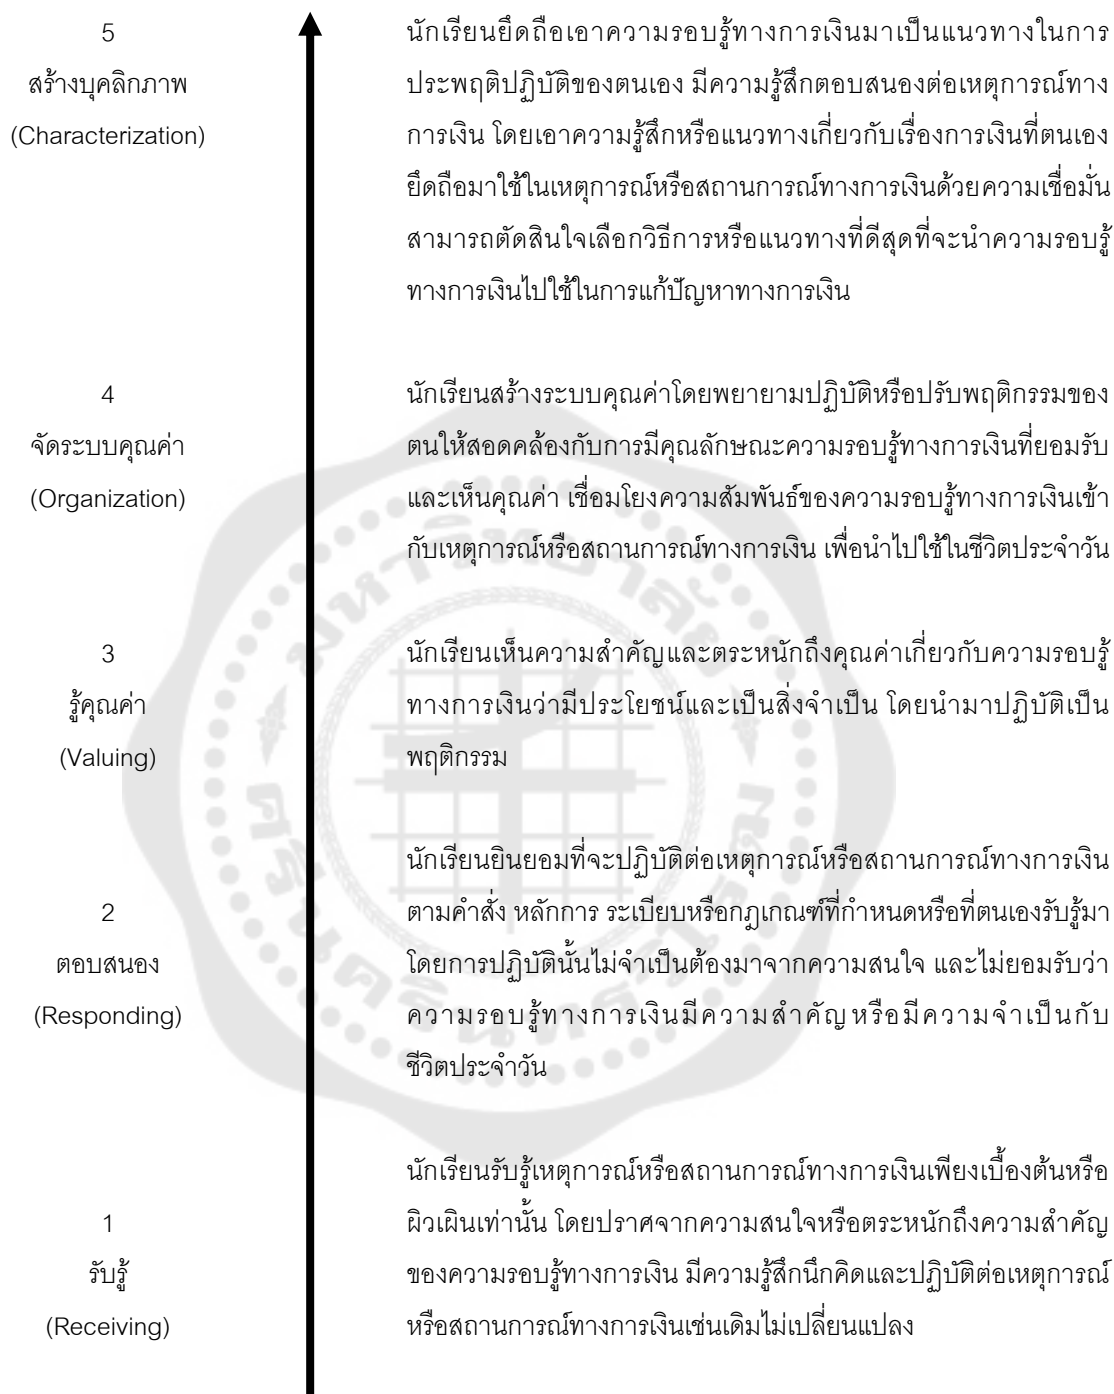 5
สร้างบุคลิกภาพ
(Characterization)
นักเรียนยึดถือเอาความรอบรู้ทางการเงินมาเป็นแนวทางในการ
ประพฤติปฏิบัติของตนเอง มีความรู้สึกตอบสนองต่อเหตุการณ์ทาง
การเงิน โดยเอาความรู้สึกหรือแนวทางเกี่ยวกับเรื่องการเงินที่ตนเอง
ยึดถือมาใช้ในเหตุการณ์หรือสถานการณ์ทางการเงินด้วยความเชื่อมั่น
สามารถตัดสินใจเลือกวิธีการหรือแนวทางที่ดีสุดที่จะนำความรอบรู้
ทางการเงินไปใช้ในการแก้ปัญหาทางการเงิน
4
จัดระบบคุณค่า
(Organization)
นักเรียนสร้างระบบคุณค่าโดยพยายามปฏิบัติหรือปรับพฤติกรรมของ
ตนให้สอดคล้องกับการมีคุณลักษณะความรอบรู้ทางการเงินที่ยอมรับ
และเห็นคุณค่า เชื่อมโยงความสัมพันธ์ของความรอบรู้ทางการเงินเข้า
กับเหตุการณ์หรือสถานการณ์ทางการเงิน เพื่อนำไปใช้ในชีวิตประจำวัน
3
รู้คุณค่า
(Valuing)
นักเรียนเห็นความสำคัญและตระหนักถึงคุณค่าเกี่ยวกับความรอบรู้
ทางการเงินว่ามีประโยชน์และเป็นสิ่งจำเป็น โดยนำมาปฏิบัติเป็น
พฤติกรรม
2
ตอบสนอง
(Responding)
นักเรียนยินยอมที่จะปฏิบัติต่อเหตุการณ์หรือสถานการณ์ทางการเงิน
ตามคำสั่ง หลักการ ระเบียบหรือกฎเกณฑ์ที่กำหนดหรือที่ตนเองรับรู้มา
โดยการปฏิบัตินั้นไม่จำเป็นต้องมาจากความสนใจ และไม่ยอมรับว่า
ความรอบรู้ทางการเงินมีความสำคัญหรือมีความจำเป็นกับ
ชีวิตประจำวัน
1
รับรู้
(Receiving)
นักเรียนรับรู้เหตุการณ์หรือสถานการณ์ทางการเงินเพียงเบื้องต้นหรือ
ผิวเผินเท่านั้น โดยปราศจากความสนใจหรือตระหนักถึงความสำคัญ
ของความรอบรู้ทางการเงิน มีความรู้สึกนึกคิดและปฏิบัติต่อเหตุการณ์
หรือสถานการณ์ทางการเงินเช่นเดิมไม่เปลี่ยนแปลง
มหาวิทยาลัย
ศรีนครินทรวิโรฒ